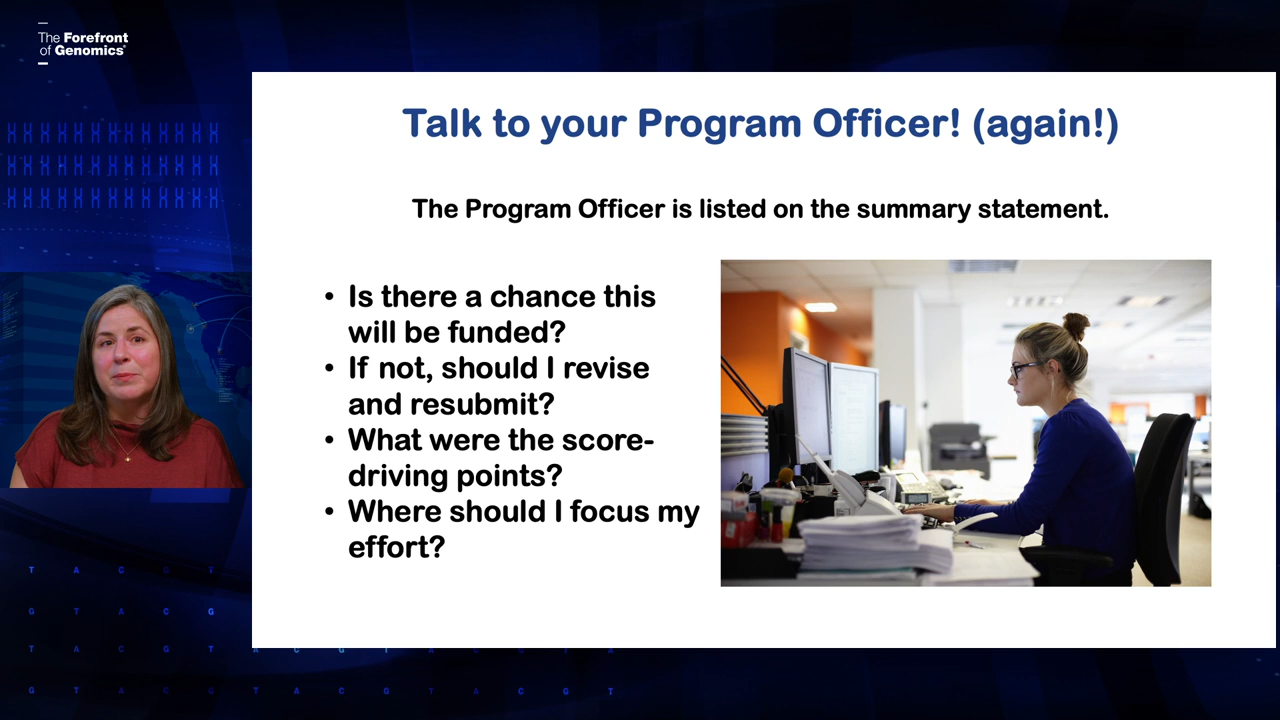 The Forefront
of Genomics®
Talk to your Program Officer! (again!)
The Program Officer is listed on the summary statement.
• Is there a chance this
will be funded?
• If not, should I revise
and resubmit?
• What were the score-
driving points?
• Where should I focus my
effort?
T A C G T
G T A C G
T A C G T A C G T A C C A
G T A C G T A C G T A C G T